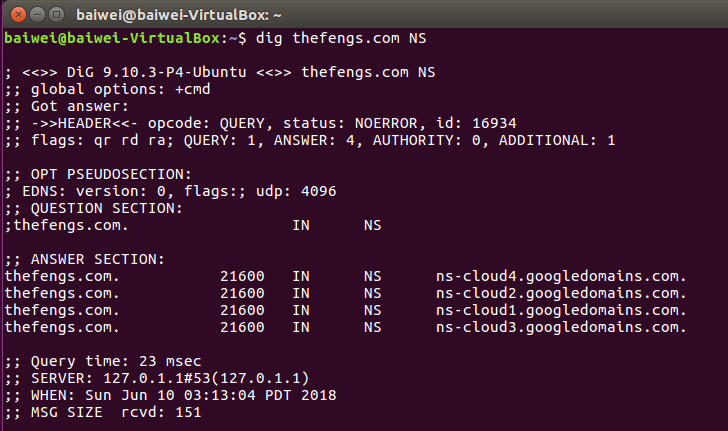 baiwei@baiwei-VirtualBox: ~
baiwei@baiwei-VirtualBox:~$ dig thefengs.com NS
; <<>> DiG 9.10.3-P4-Ubuntu <<>> thefengs.com NS
;; global options: +cmd
;; Got answer:
;; ->>HEADER<<- opcode: QUERY, status: NOERROR, id: 16934
;; flags: qr rd ra; QUERY: 1, ANSWER: 4, AUTHORITY: 0, ADDITIONAL: 1
;; OPT PSEUDOSECTION:
; EDNS: version: 0, flags:; udp: 4096
;; QUESTION SECTION:
;thefengs.com. IN NS
;; ANSWER SECTION:
thefengs.com. 21600 IN NS ns-cloud4.googledomains.com.
thefengs.com. 21600 IN NS ns-cloud2.googledomains.com.
thefengs.com. 21600 IN NS ns-cloud1.googledomains.com.
thefengs.com. 21600 IN NS ns-cloud3.googledomains.com.
;; Query time: 23 msec
;; SERVER: 127.0.1.1#53(127.0.1.1)
;; WHEN: Sun Jun 10 03:13:04 PDT 2018
;; MSG SIZE  rcvd: 151